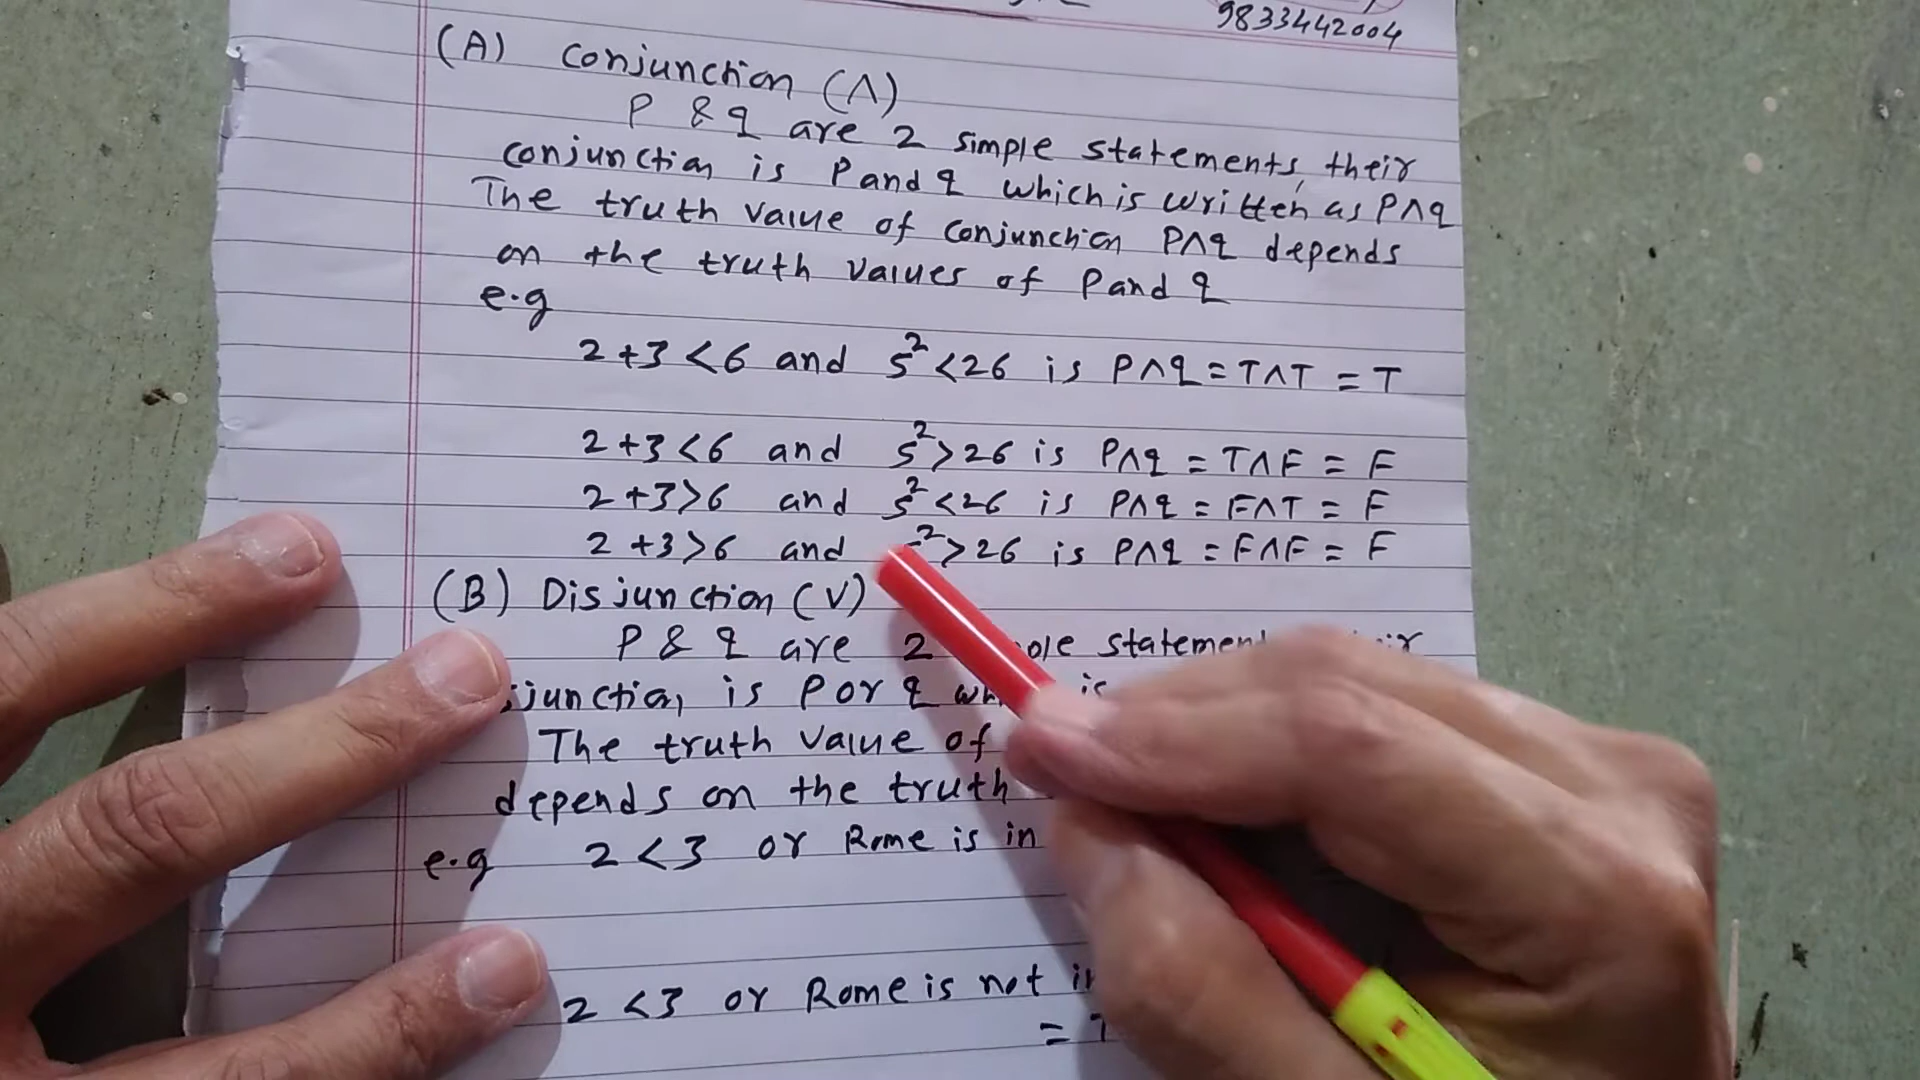 9833442004
(A) Conjunction (∧)
P & q are 2 simple statements, their
conjunction is P and q which is written as P∧q
The truth value of conjunction P∧q depends
on the truth values of P and q
e.g
2+3<6 and 5²<26 is P∧q = T∧T = T
2+3<6 and 5²>26 is P∧q = T∧F = F
2+3>6 and 5²<26 is P∧q = F∧T = F
2+3>6 and ²>26 is P∧q = F∧F = F
(B) Disjunction (V)
P & q are 2 statemen
junction is P or q is
The truth value of
depends on the truth
e.g 2<3 or Rome is in
2<3 or Rome is not in
= T